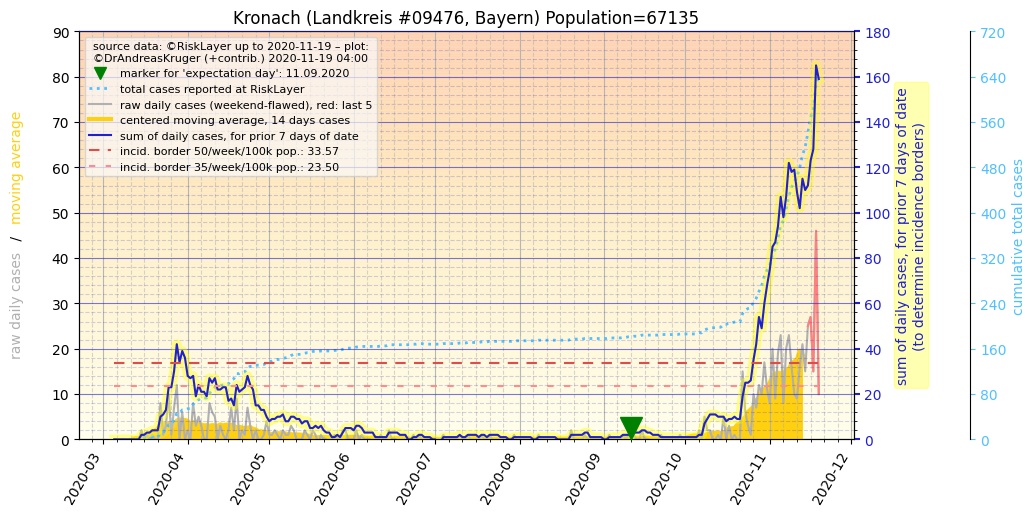 Kronach (Landkreis #09476, Bayern) Population=67135
source data: ©RiskLayer up to 2020-11-19 – plot:
©DrAndreasKruger (+contrib.) 2020-11-19 04:00
marker for 'expectation day': 11.09.2020
total cases reported at RiskLayer
raw daily cases (weekend-flawed), red: last 5
centered moving average, 14 days cases
sum of daily cases, for prior 7 days of date
incid. border 50/week/100k pop.: 33.57
incid. border 35/week/100k pop.: 23.50
raw daily cases / moving average
90
80
70
60
50
40
30
20
10
0
180
160
140
120
100
80
60
40
20
0
sum of daily cases, for prior 7 days of date
(to determine incidence borders)
720
640
560
480
400
320
240
160
80
0
cumulative total cases
2020-03
2020-04
2020-05
2020-06
2020-07
2020-08
2020-09
2020-10
2020-11
2020-12